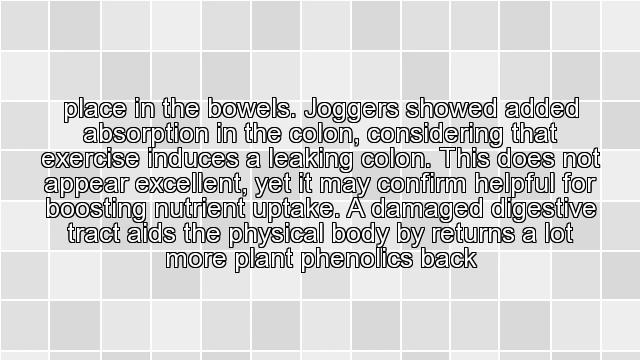 place in the bowels. Joggers showed added
absorption in the colon, considering that
exercise induces a leaking colon. This does not
appear excellent, yet it may confirm helpful for
boosting nutrient uptake. A damaged digestive
tract aids the physical body by returns a lot
more plant phenolics back